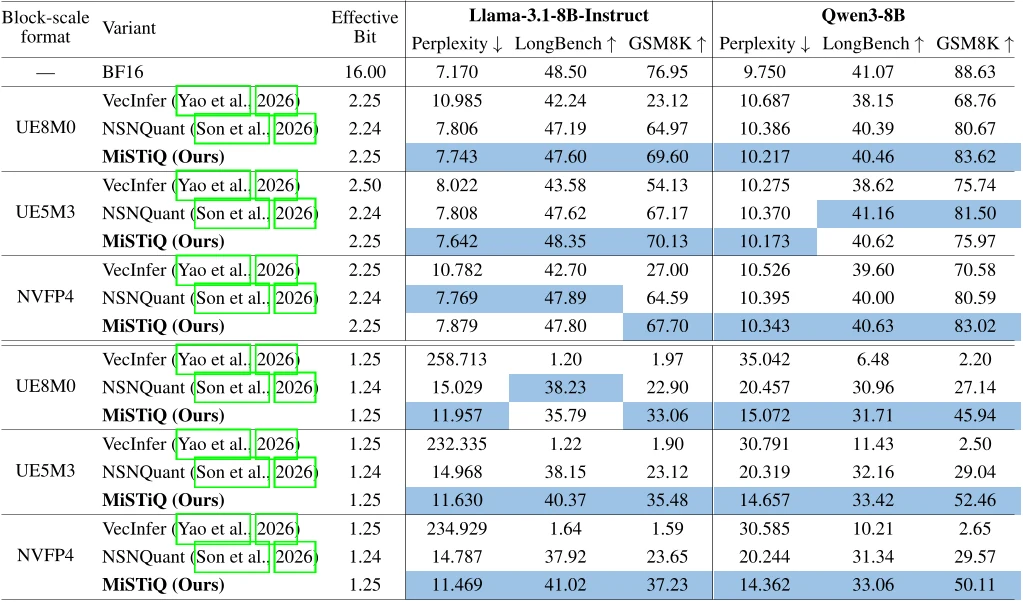 Block-scale format Variant Effective Bit Llama-3.1-8B-Instruct Qwen3-8B
Perplexity ↓ LongBench ↑ GSM8K ↑ Perplexity ↓ LongBench ↑ GSM8K ↑
— BF16 16.00 7.170 48.50 76.95 9.750 41.07 88.63
VecInfer (Yao et al., 2026) 2.25 10.985 42.24 23.12 10.687 38.15 68.76
UE8M0 NSNQuant (Son et al., 2026) 2.24 7.806 47.19 64.97 10.386 40.39 80.67
MiSTiQ (Ours) 2.25 7.743 47.60 69.60 10.217 40.46 83.62
VecInfer (Yao et al., 2026) 2.50 8.022 43.58 54.13 10.275 38.62 75.74
UE5M3 NSNQuant (Son et al., 2026) 2.24 7.808 47.62 67.17 10.370 41.16 81.50
MiSTiQ (Ours) 2.25 7.642 48.35 70.13 10.173 40.62 75.97
VecInfer (Yao et al., 2026) 2.25 10.782 42.70 27.00 10.526 39.60 70.58
NVFP4 NSNQuant (Son et al., 2026) 2.24 7.769 47.89 64.59 10.395 40.00 80.59
MiSTiQ (Ours) 2.25 7.879 47.80 67.70 10.343 40.63 83.02
VecInfer (Yao et al., 2026) 1.25 258.713 1.20 1.97 35.042 6.48 2.20
UE8M0 NSNQuant (Son et al., 2026) 1.24 15.029 38.23 22.90 20.457 30.96 27.14
MiSTiQ (Ours) 1.25 11.957 35.79 33.06 15.072 31.71 45.94
VecInfer (Yao et al., 2026) 1.25 232.335 1.22 1.90 30.791 11.43 2.50
UE5M3 NSNQuant (Son et al., 2026) 1.24 14.968 38.15 23.12 20.319 32.16 29.04
MiSTiQ (Ours) 1.25 11.630 40.37 35.48 14.657 33.42 52.46
VecInfer (Yao et al., 2026) 1.25 234.929 1.64 1.59 30.585 10.21 2.65
NVFP4 NSNQuant (Son et al., 2026) 1.24 14.787 37.92 23.65 20.244 31.34 29.57
MiSTiQ (Ours) 1.25 11.469 41.02 37.23 14.362 33.06 50.11